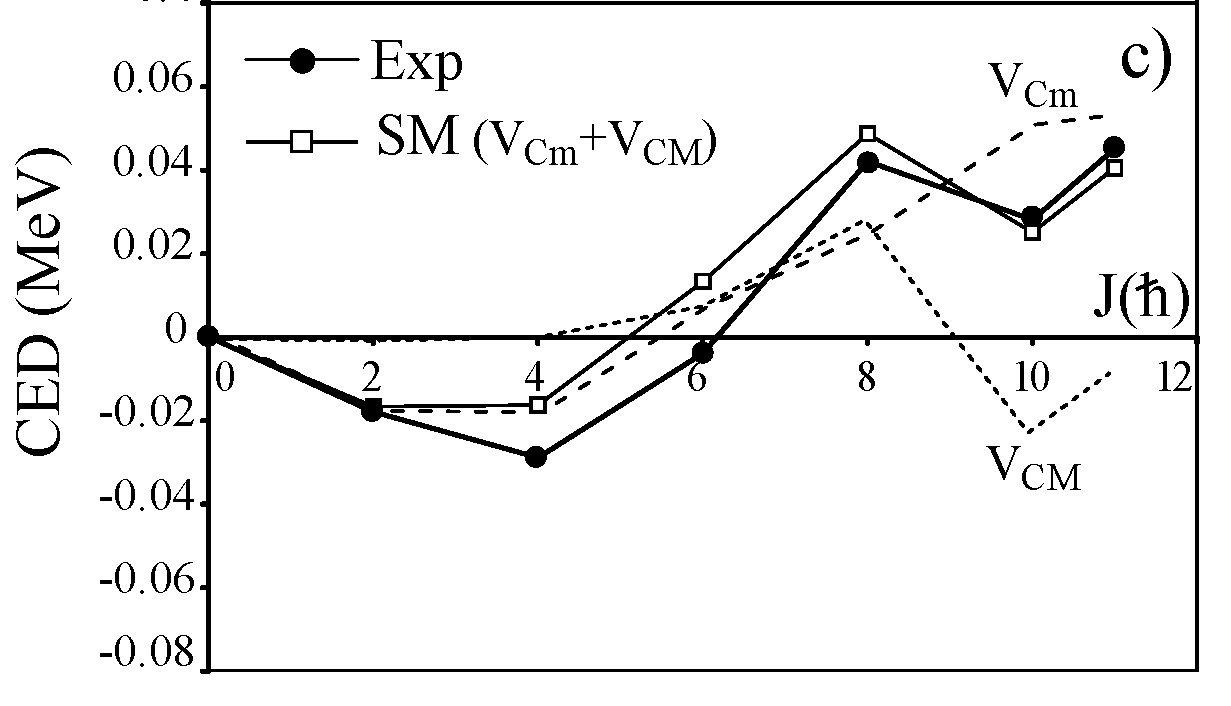 Exp
SM (VCm+VCM)
c)
VCm
0.06
0.04
0.02
0
-0.02
-0.04
-0.06
-0.08
CED (MeV)
J(ħ)
0 2 4 6 8 10 12
VCM